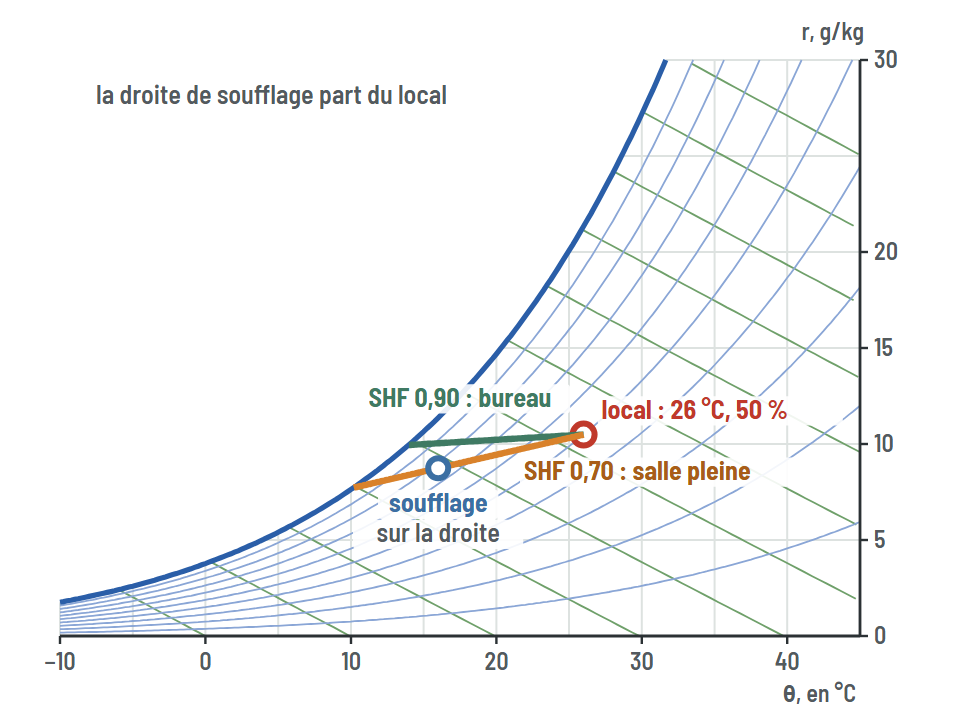 r, g/kg
30
la droite de soufflage part du local
20
15
SHF 0,90 : bureau
local : 26 °C, 50 %
10
SHF 0,70 : salle pleine
soufflage
sur la droite
5
0
−10 0 10 20 30 40
θ, en °C